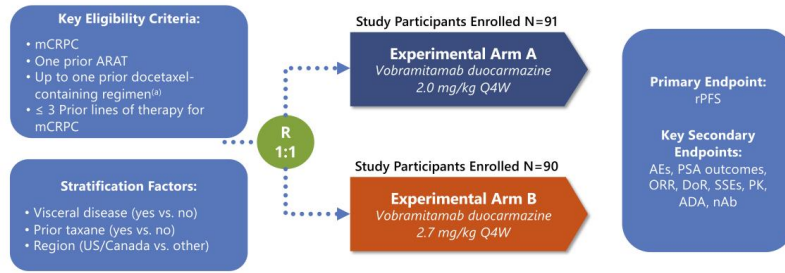 Key Eligibility Criteria:
• mCRPC
• One prior ARAT
• Up to one prior docetaxel-
containing regimen(a)
• ≤ 3 Prior lines of therapy for
mCRPC
Stratification Factors:
• Visceral disease (yes vs. no)
• Prior taxane (yes vs. no)
• Region (US/Canada vs. other)
R
1:1
Study Participants Enrolled N=91
Experimental Arm A
Vobramitamab duocarmazine
2.0 mg/kg Q4W
Study Participants Enrolled N=90
Experimental Arm B
Vobramitamab duocarmazine
2.7 mg/kg Q4W
Primary Endpoint:
rPFS
Key Secondary
Endpoints:
AEs, PSA outcomes,
ORR, DoR, SSEs, PK,
ADA, nAb